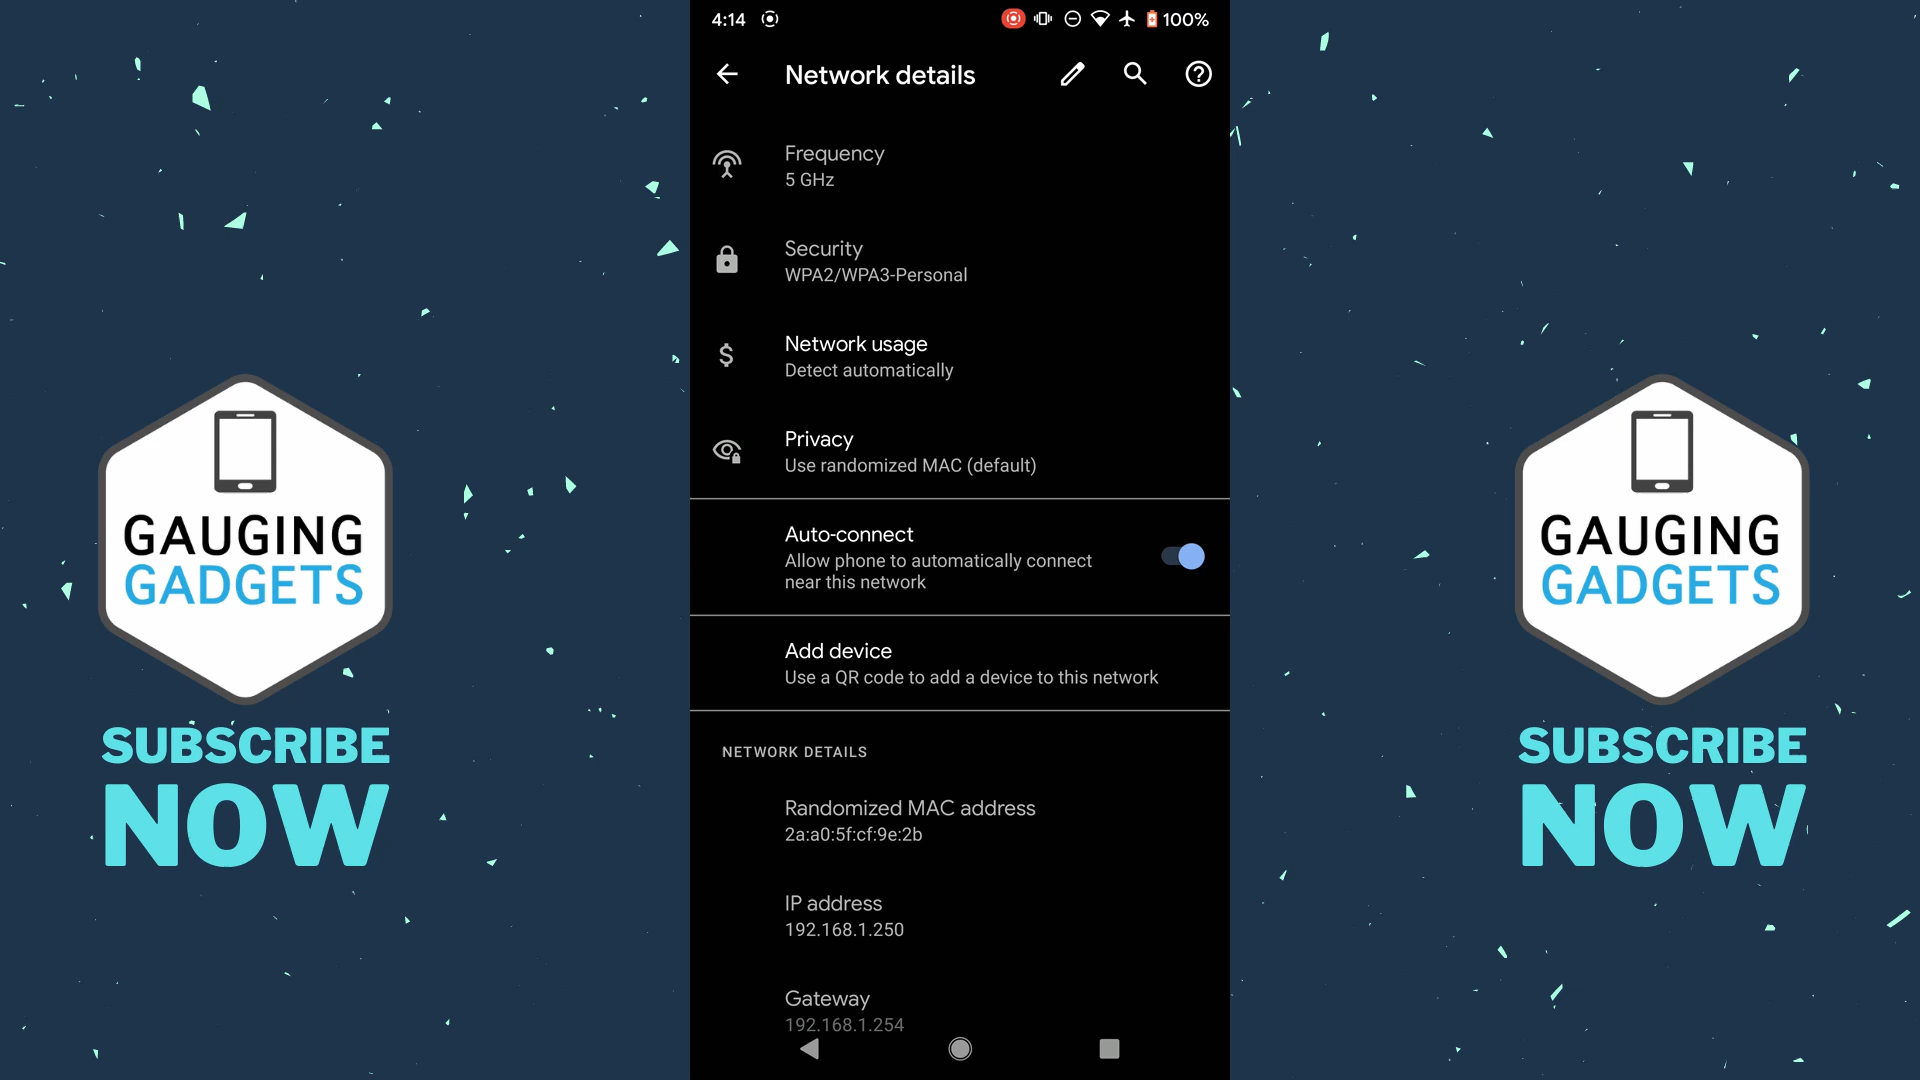 4:14
100%
Network details
Frequency
5 GHz
Security
WPA2/WPA3-Personal
$
Network usage
Detect automatically
Privacy
Use randomized MAC (default)
Auto-connect
Allow phone to automatically connect
near this network
Add device
Use a QR code to add a device to this network
NETWORK DETAILS
Randomized MAC address
2a:a0:5f:cf:9e:2b
IP address
192.168.1.250
Gateway
192.168.1.254
GAUGING
GADGETS
SUBSCRIBE
NOW
GAUGING
GADGETS
SUBSCRIBE
NOW